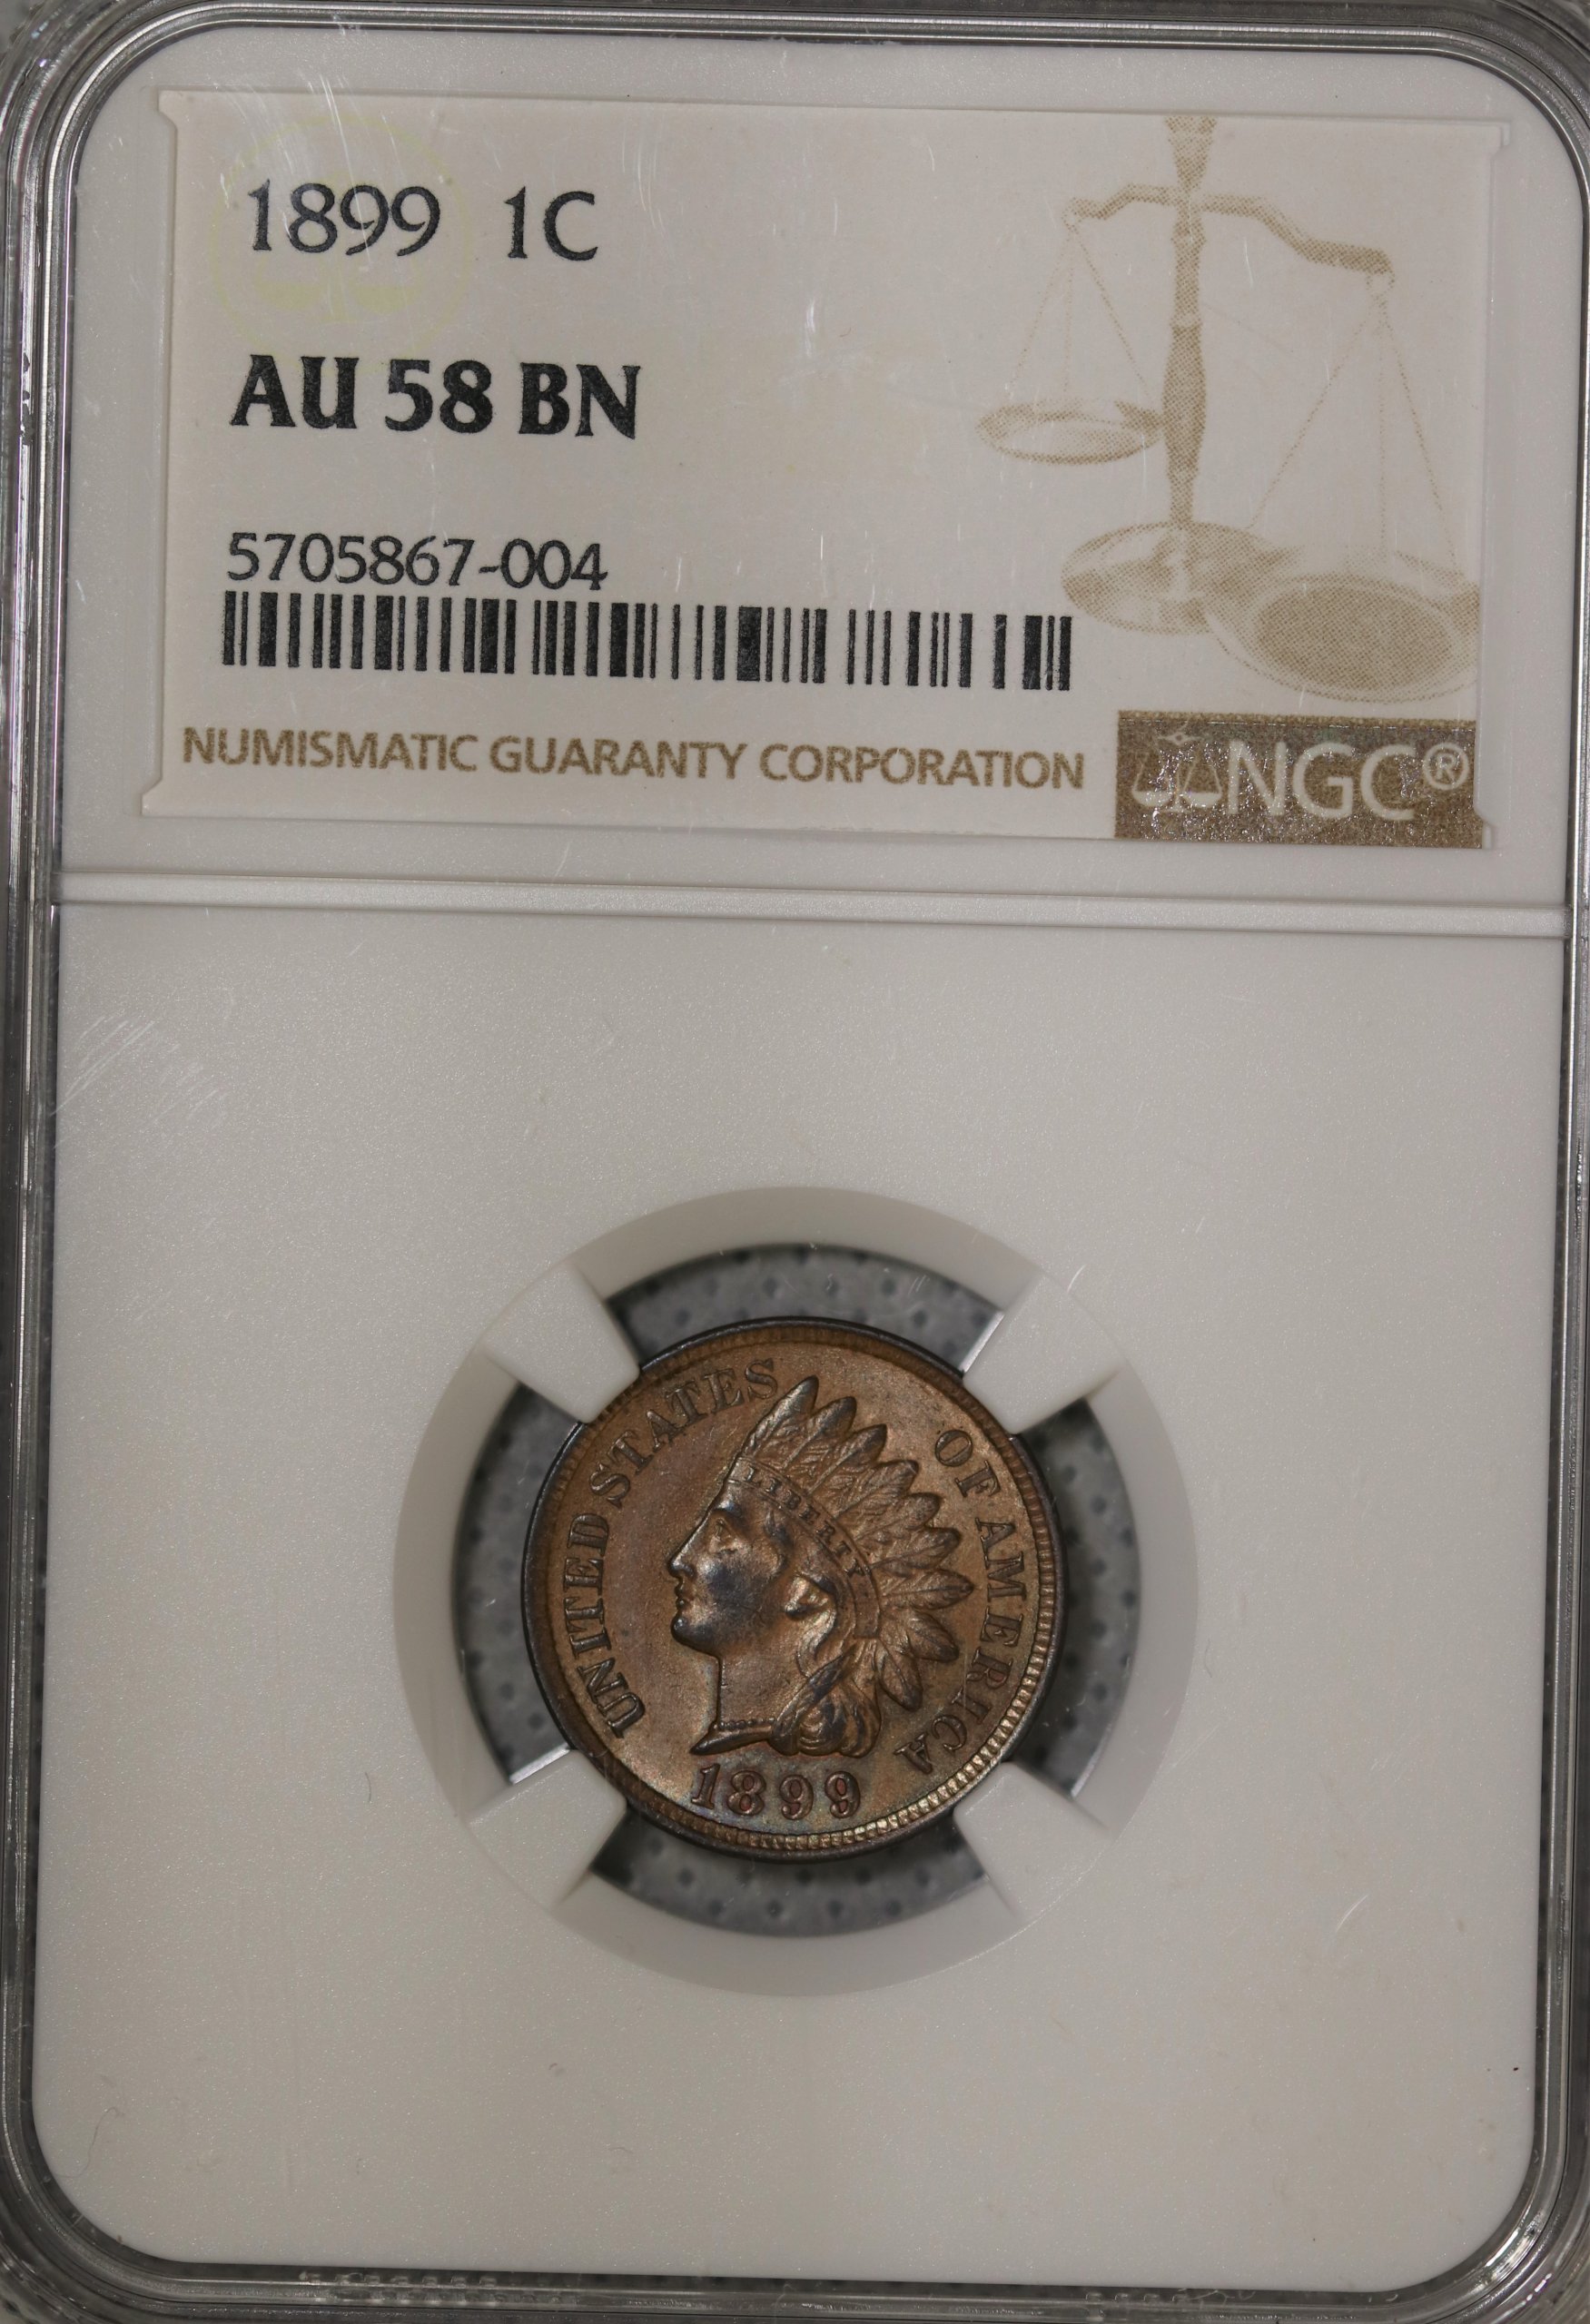 1899 1C
AU 58 BN
5705867-004
NUMISMATIC GUARANTY CORPORATION
NGC®
UNITED STATES OF AMERICA
LIBERTY
1899